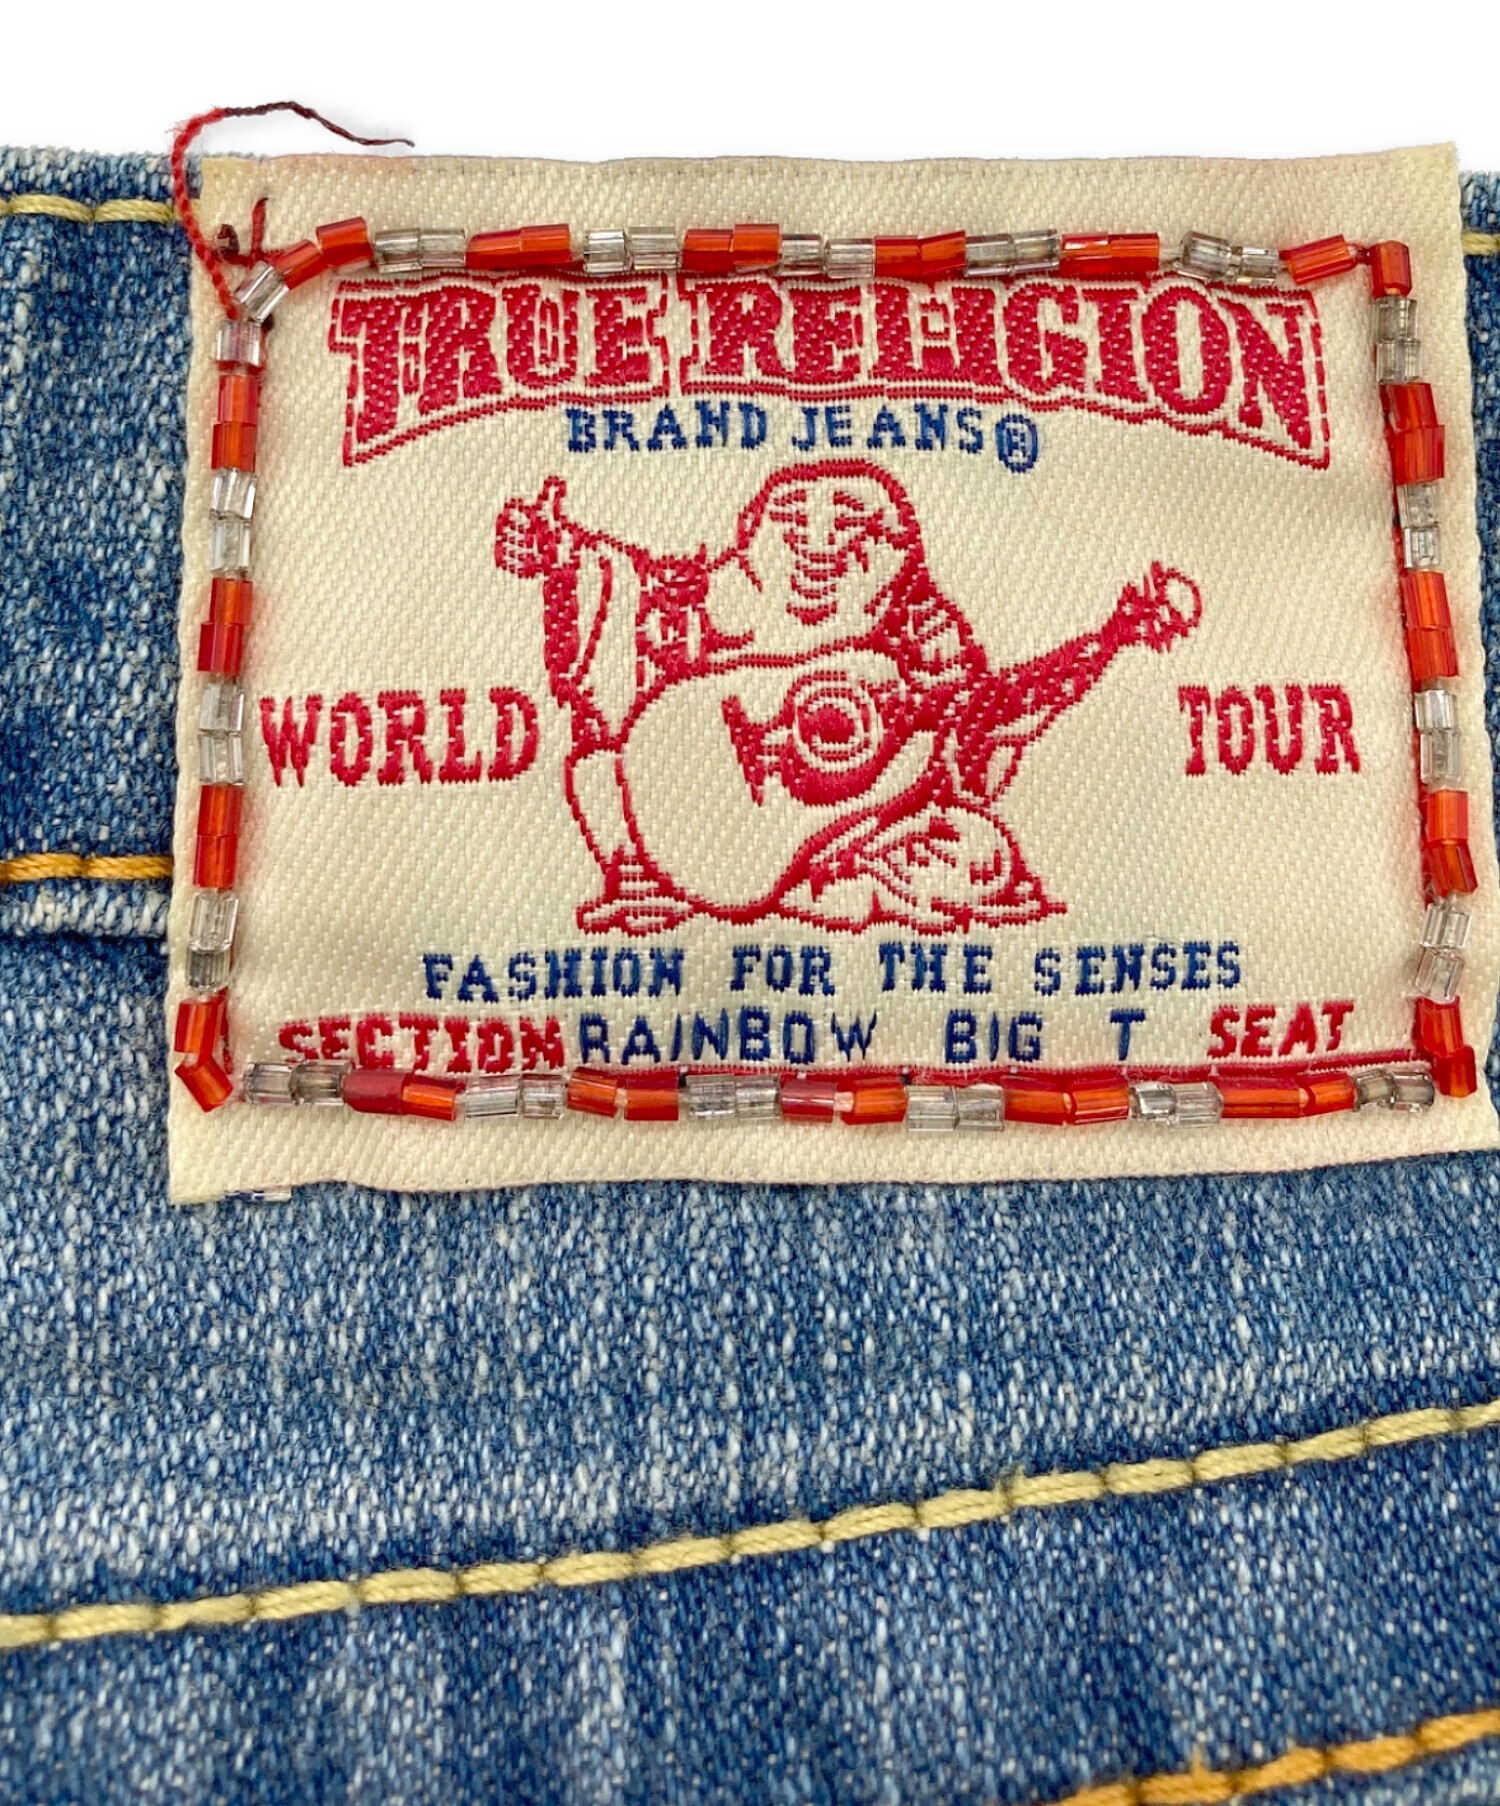 TRUE RELIGION
BRAND JEANS®
WORLD TOUR
FASHION FOR THE SENSES
SECTION RAINBOW BIG T SEAT